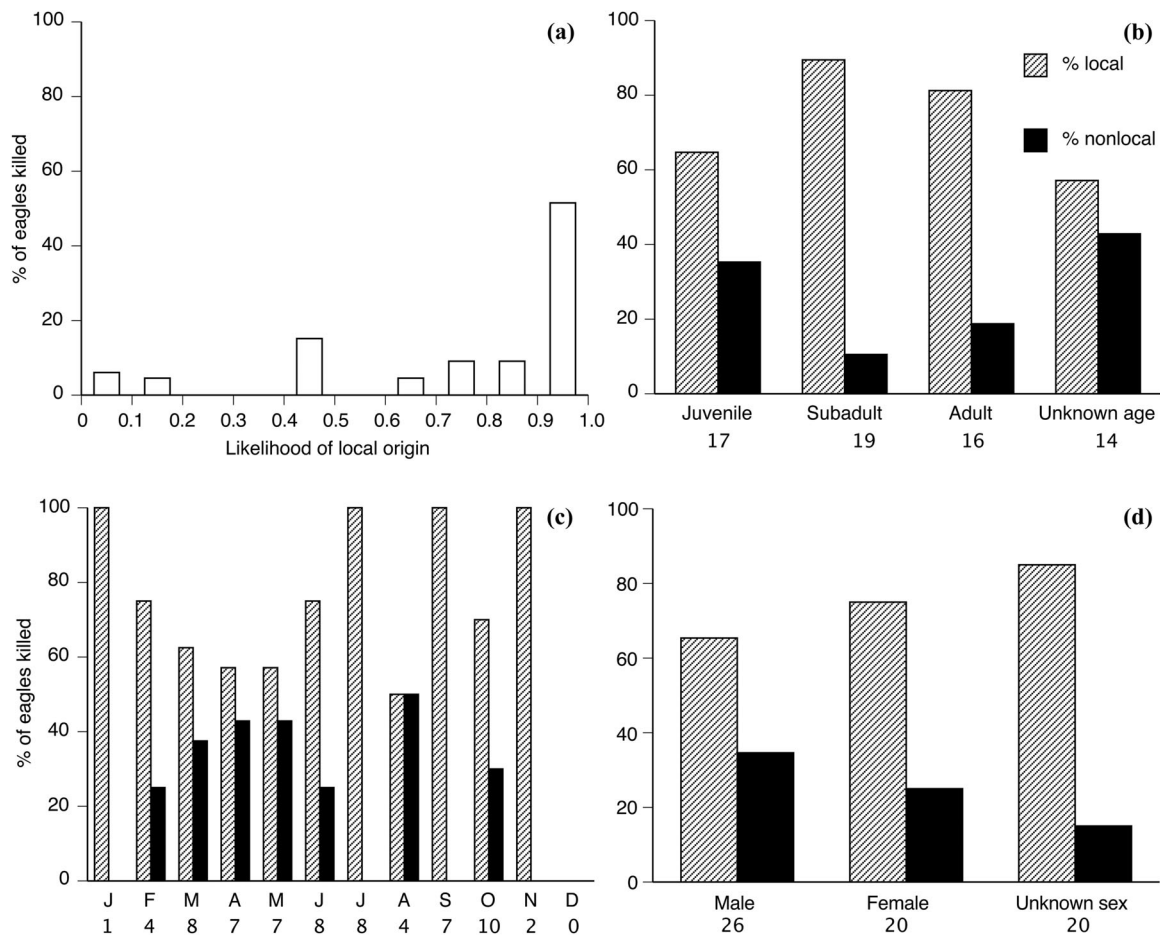 (a)
100
80
60
40
20
0
% of eagles killed
0 0.1 0.2 0.3 0.4 0.5 0.6 0.7 0.8 0.9 1.0
Likelihood of local origin
(b)
100
80
60
40
20
0
% local
% nonlocal
Juvenile Subadult Adult Unknown age
17 19 16 14
(c)
100
80
60
40
20
0
% of eagles killed
J F M A M J J A S O N D
1 4 8 7 7 8 8 4 7 10 2 0
(d)
100
80
60
40
20
0
Male Female Unknown sex
26 20 20